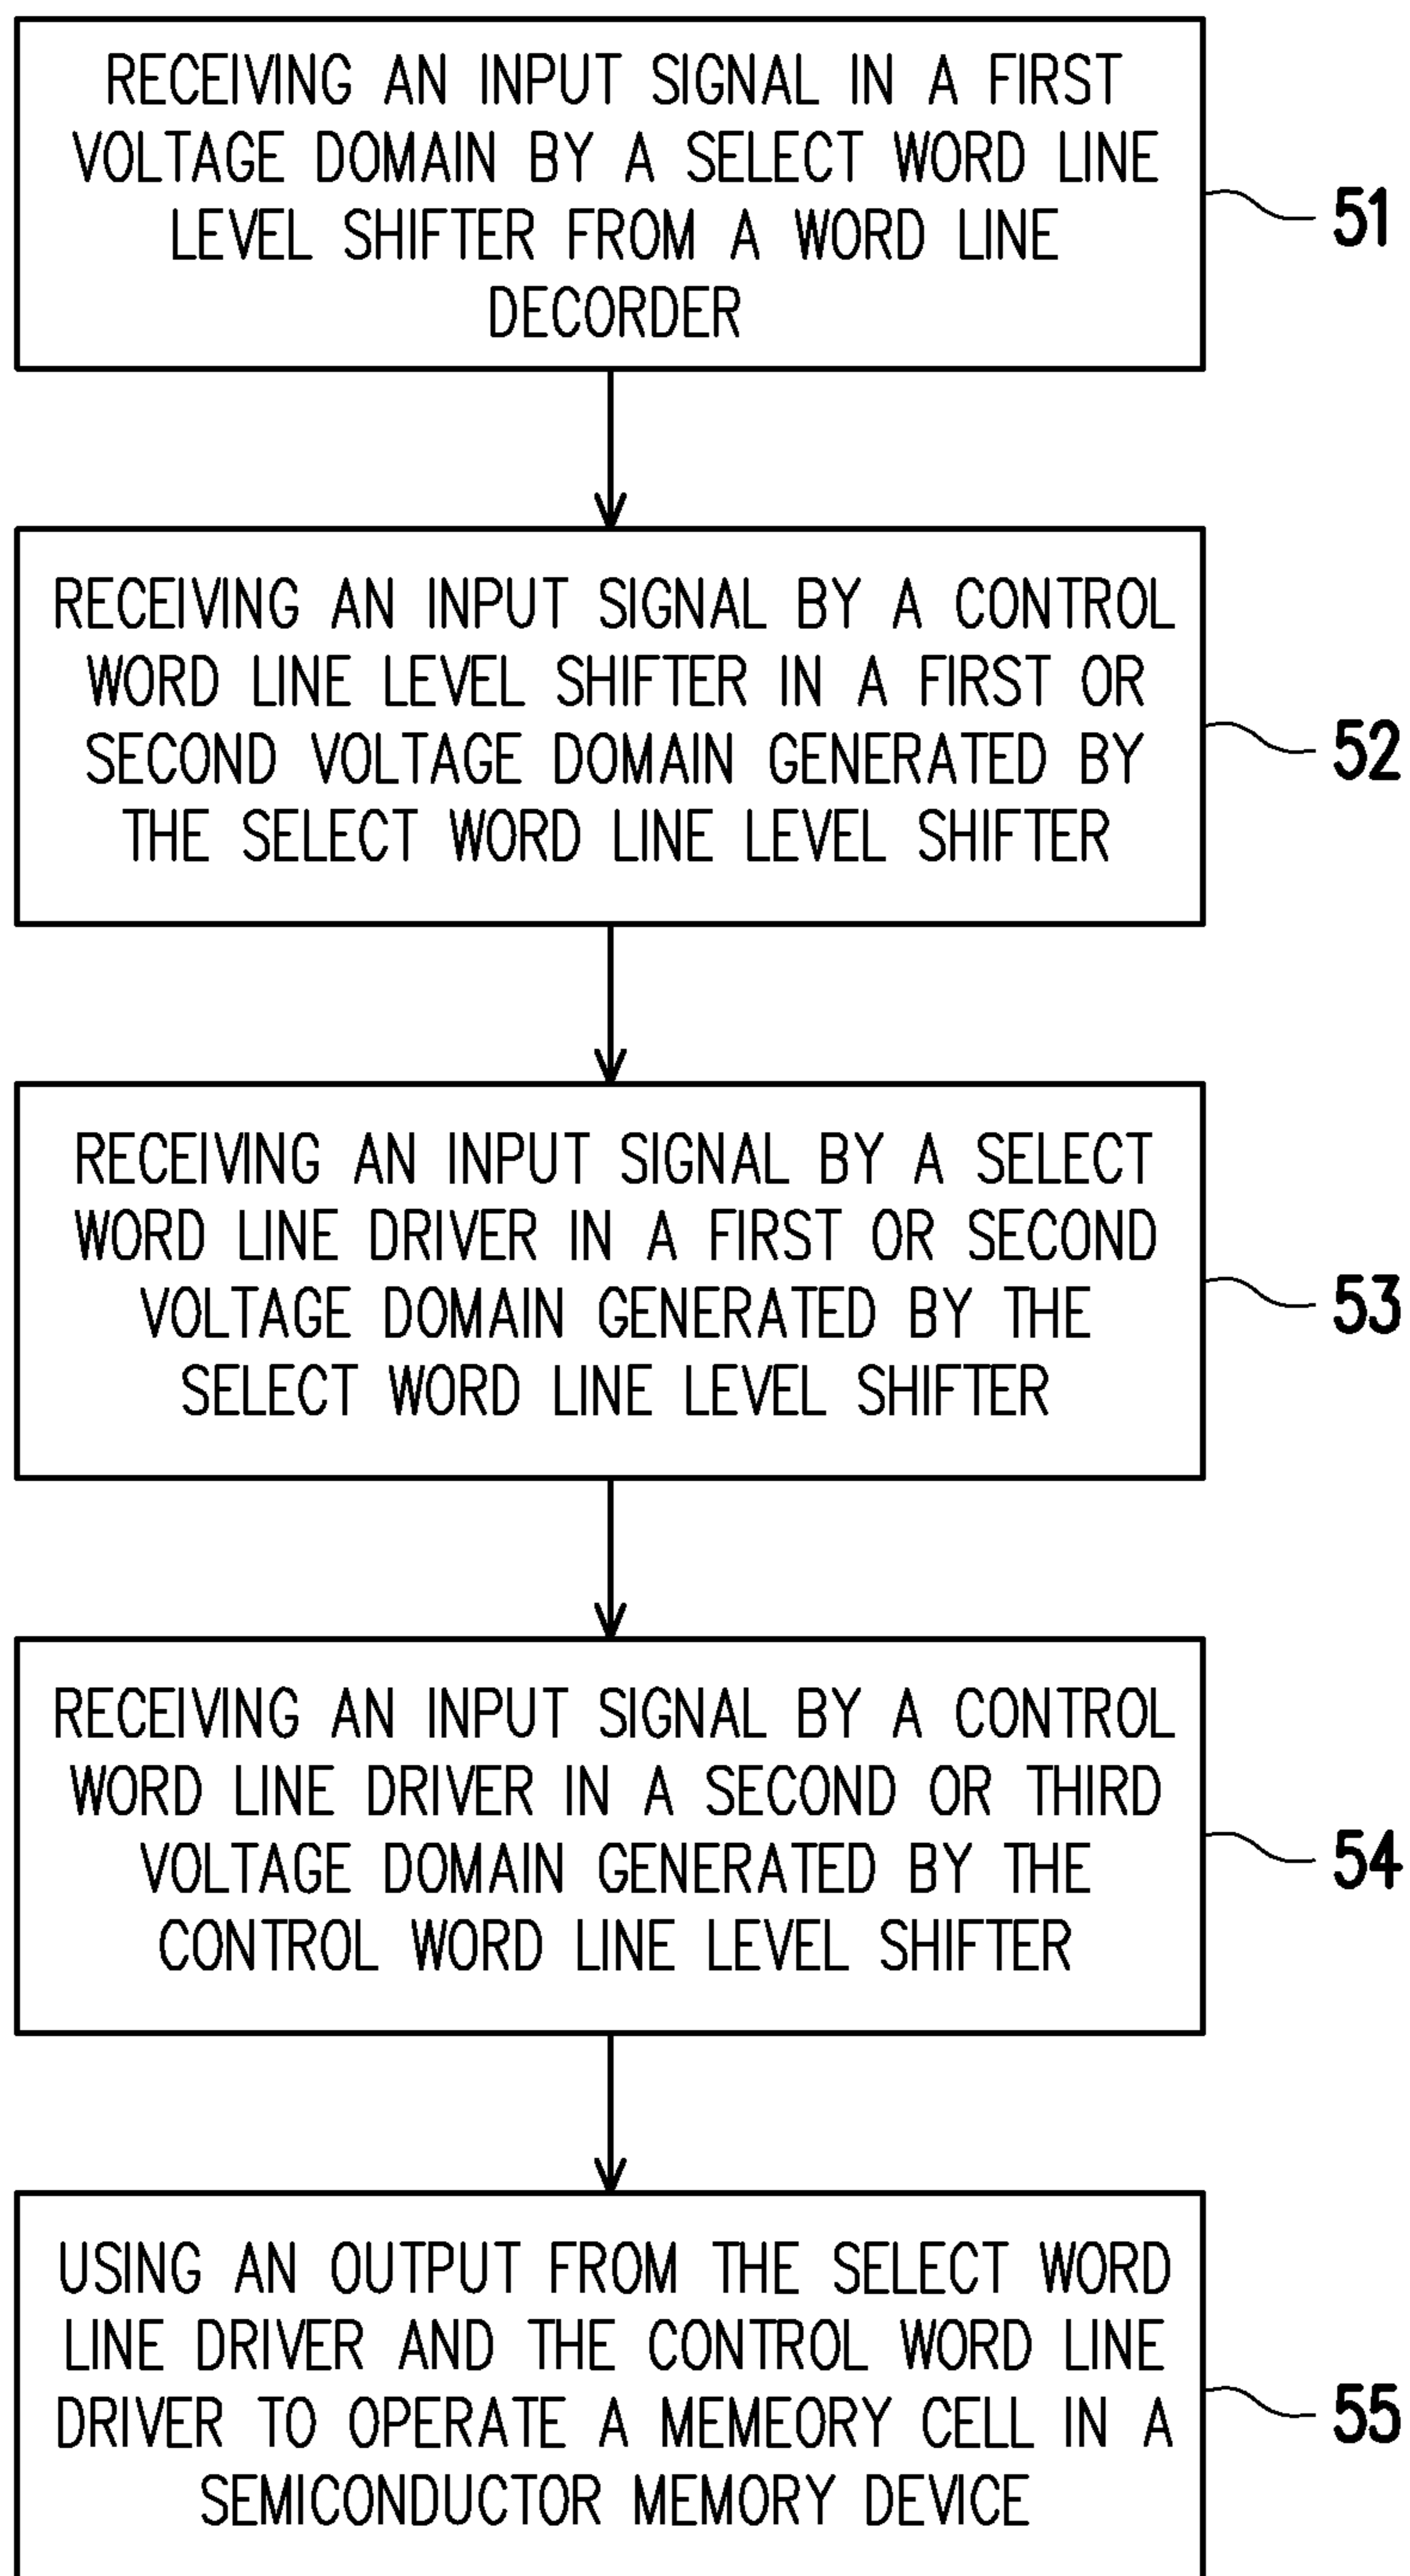 RECEIVING AN INPUT SIGNAL IN A FIRST
VOLTAGE DOMAIN BY A SELECT WORD LINE
LEVEL SHIFTER FROM A WORD LINE
DECORDER
51
RECEIVING AN INPUT SIGNAL BY A CONTROL
WORD LINE LEVEL SHIFTER IN A FIRST OR
SECOND VOLTAGE DOMAIN GENERATED BY
THE SELECT WORD LINE LEVEL SHIFTER
52
RECEIVING AN INPUT SIGNAL BY A SELECT
WORD LINE DRIVER IN A FIRST OR SECOND
VOLTAGE DOMAIN GENERATED BY THE
SELECT WORD LINE LEVEL SHIFTER
53
RECEIVING AN INPUT SIGNAL BY A CONTROL
WORD LINE DRIVER IN A SECOND OR THIRD
VOLTAGE DOMAIN GENERATED BY THE
CONTROL WORD LINE LEVEL SHIFTER
54
USING AN OUTPUT FROM THE SELECT WORD
LINE DRIVER AND THE CONTROL WORD LINE
DRIVER TO OPERATE A MEMEORY CELL IN A
SEMICONDUCTOR MEMORY DEVICE
55